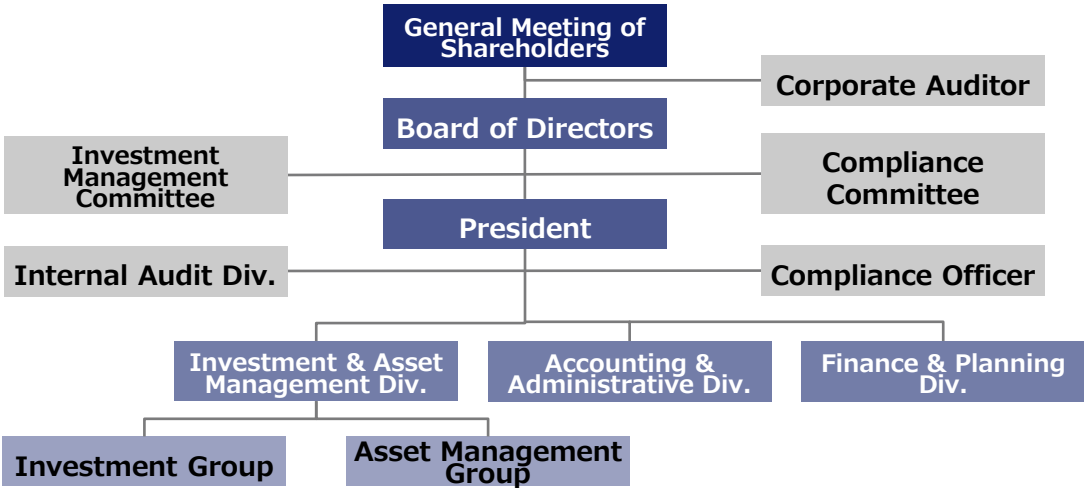 General Meeting of
Shareholders
Corporate Auditor
Board of Directors
Investment
Management
Committee
Compliance
Committee
President
Internal Audit Div.
Compliance Officer
Investment & Asset
Management Div.
Accounting &
Administrative Div.
Finance & Planning
Div.
Investment Group
Asset Management
Group